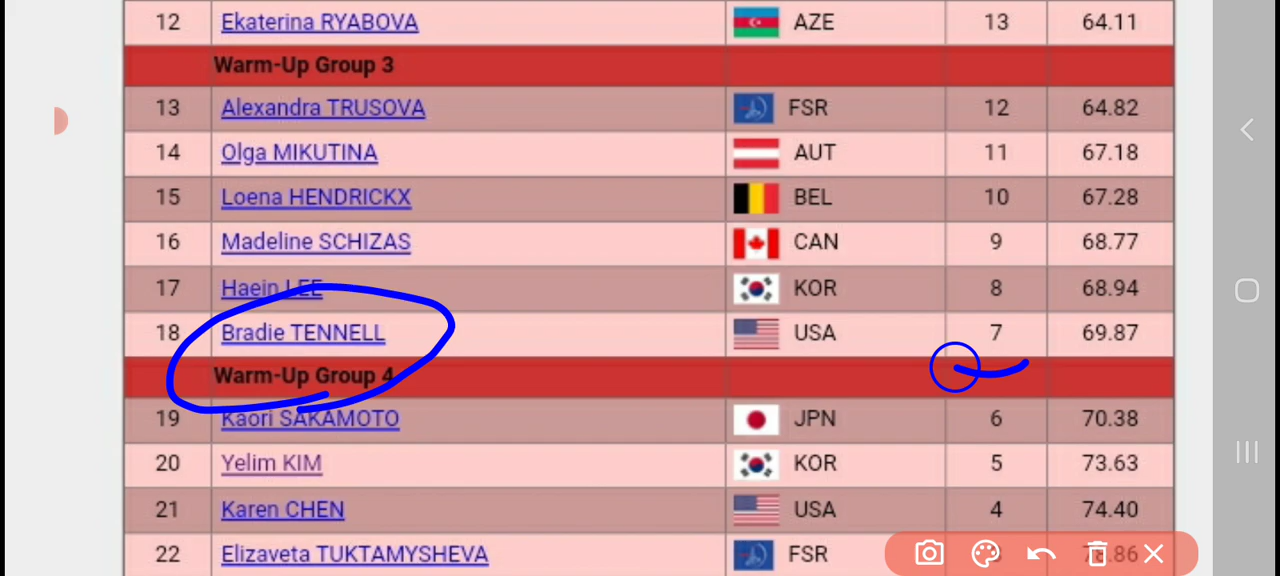 12 Ekaterina RYABOVA AZE 13 64.11
Warm-Up Group 3
13 Alexandra TRUSOVA FSR 12 64.82
14 Olga MIKUTINA AUT 11 67.18
15 Loena HENDRICKX BEL 10 67.28
16 Madeline SCHIZAS CAN 9 68.77
17 Haein LEE KOR 8 68.94
18 Bradie TENNELL USA 7 69.87
Warm-Up Group 4
19 Kaori SAKAMOTO JPN 6 70.38
20 Yelim KIM KOR 5 73.63
21 Karen CHEN USA 4 74.40
22 Elizaveta TUKTAMYSHEVA FSR